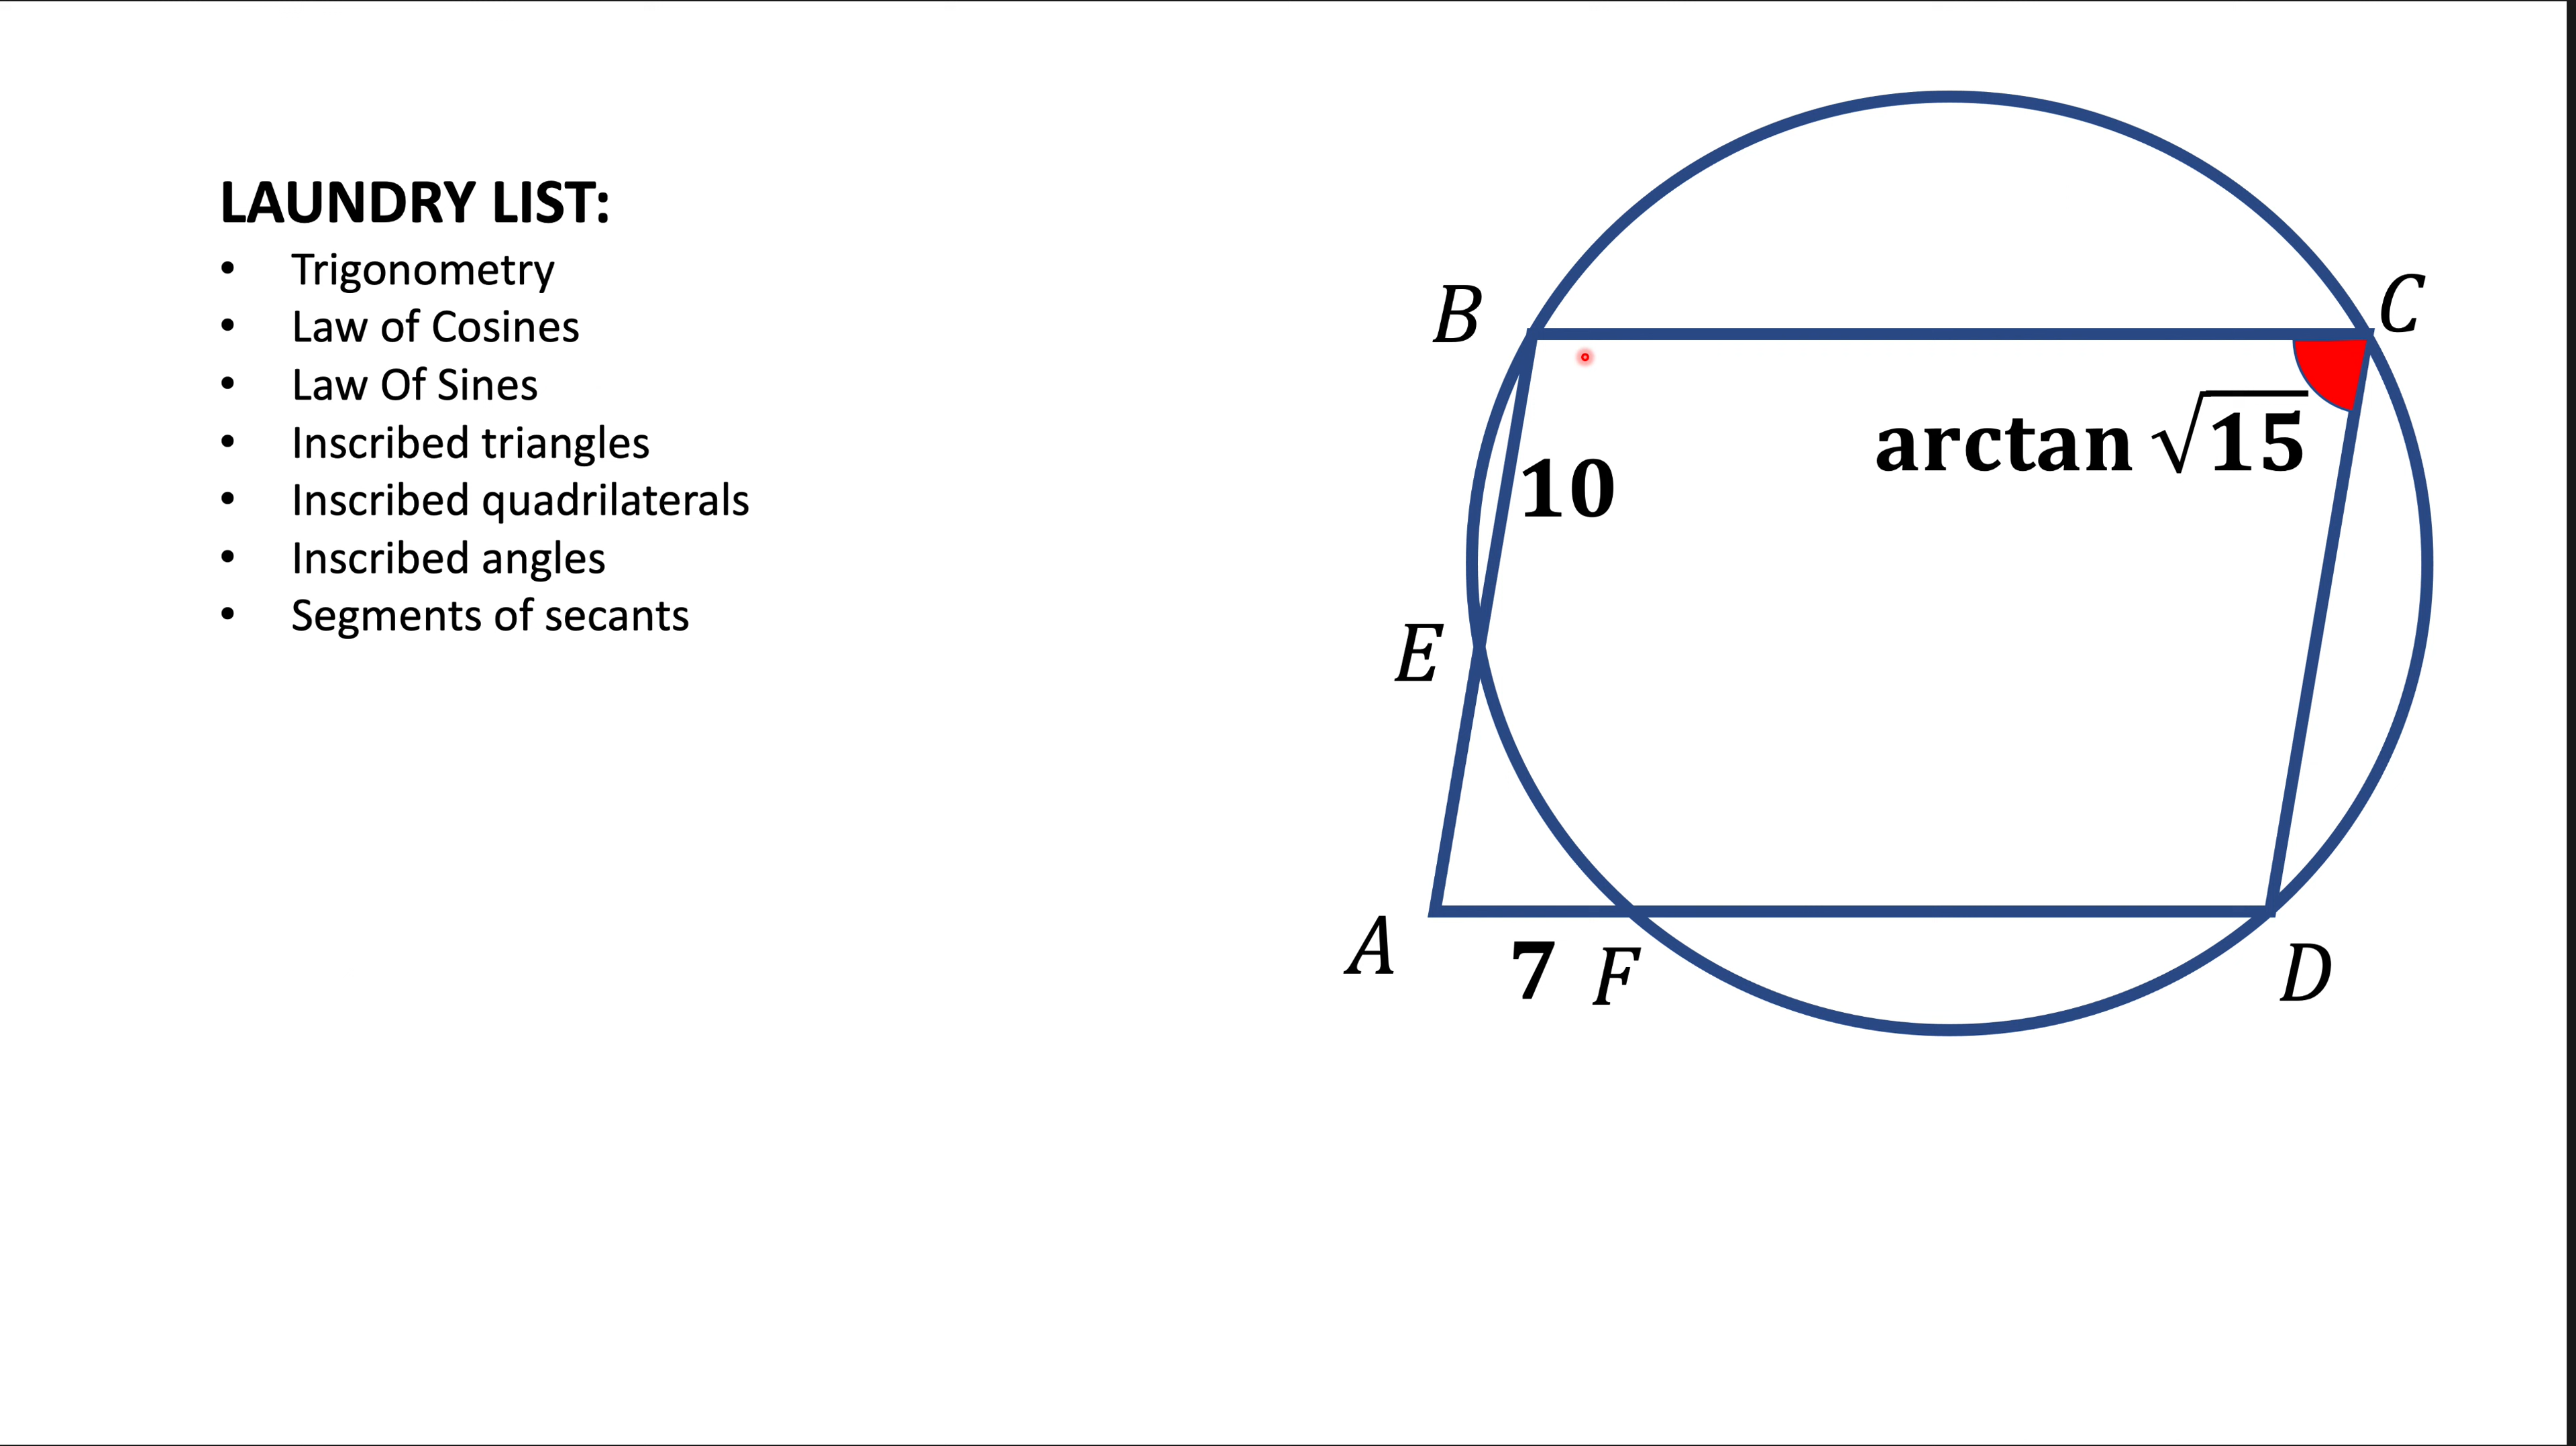 LAUNDRY LIST:
• Trigonometry
• Law of Cosines
• Law Of Sines
• Inscribed triangles
• Inscribed quadrilaterals
• Inscribed angles
• Segments of secants
B
C
arctan √15
10
E
A
7
F
D